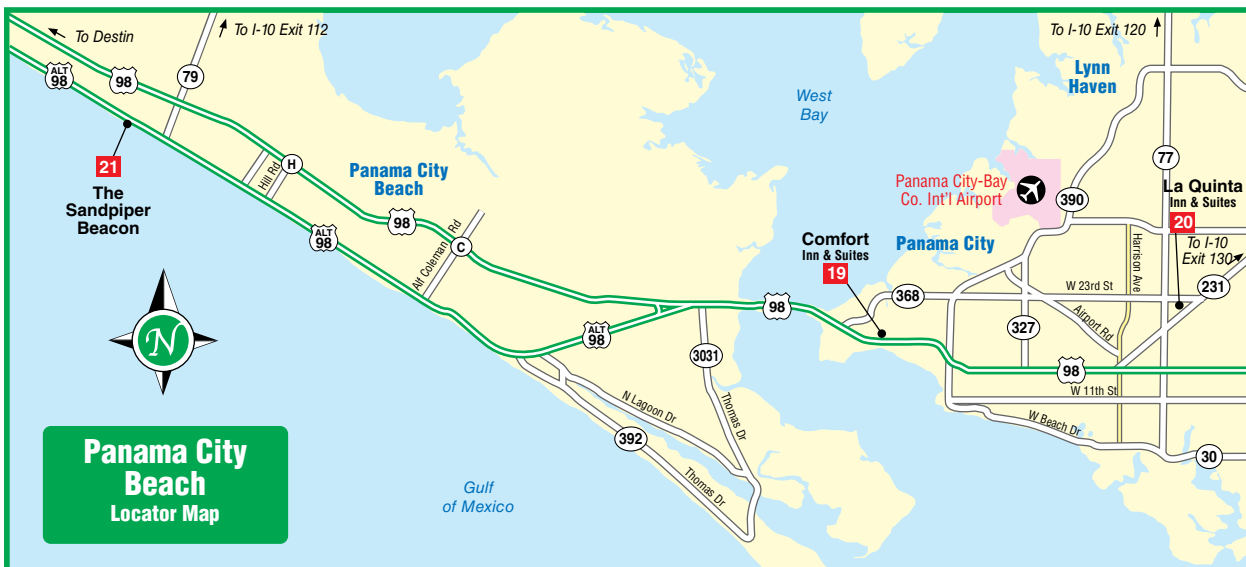 To Destin
To I-10 Exit 112
To I-10 Exit 120
ALT
98
98
79
21
The
Sandpiper
Beacon
Hill Rd
H
Panama City
Beach
98
ALT
98
Alf Coleman Rd
C
West
Bay
Lynn
Haven
77
Panama City-Bay
Co. Int'l Airport
390
La Quinta
Inn & Suites
20
To I-10
Exit 130
231
Harrison Ave
Panama City
Comfort
Inn & Suites
19
368
W 23rd St
327
Airport Rd
98
ALT
98
3031
98
W 11th St
W Beach Dr
30
N Lagoon Dr
Thomas Dr
392
Thomas Dr
Gulf
of Mexico
N
Panama City
Beach
Locator Map